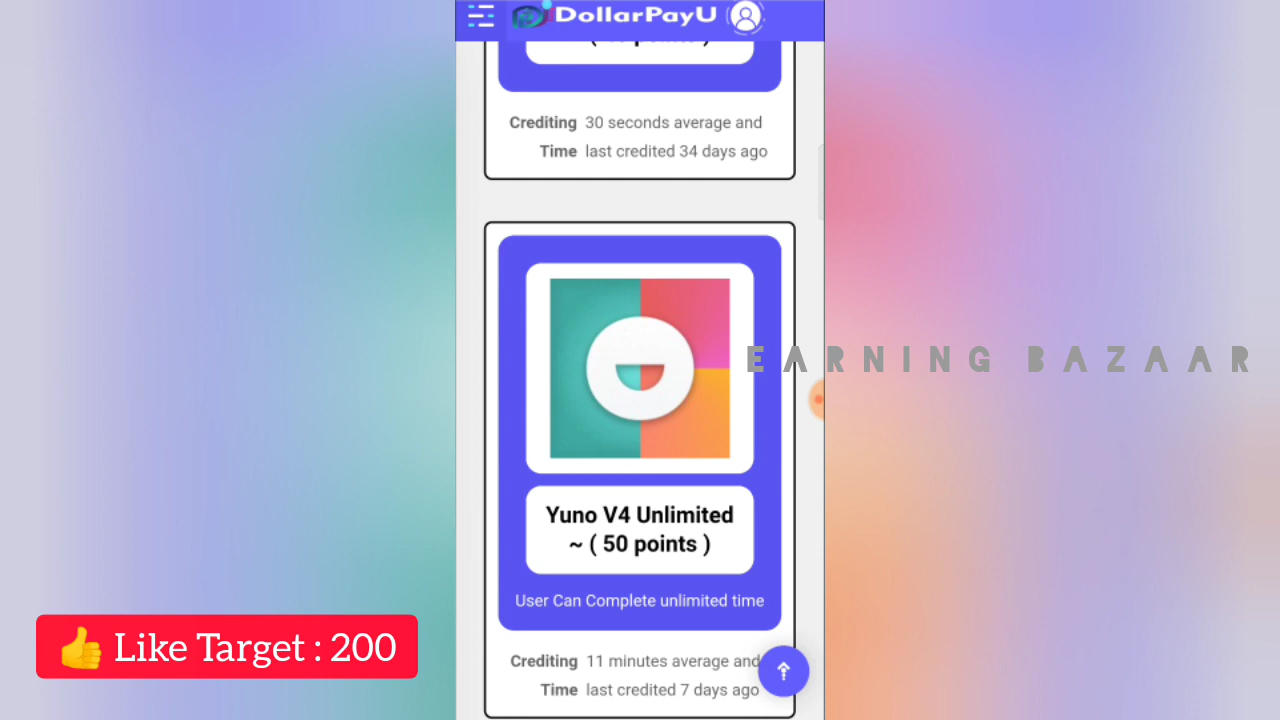 DollarPayU
Crediting 30 seconds average and
Time last credited 34 days ago
EARNING BAZAAR
Yuno V4 Unlimited
~ ( 50 points )
User Can Complete unlimited time
👍 Like Target : 200
Crediting 11 minutes average and
Time last credited 7 days ago